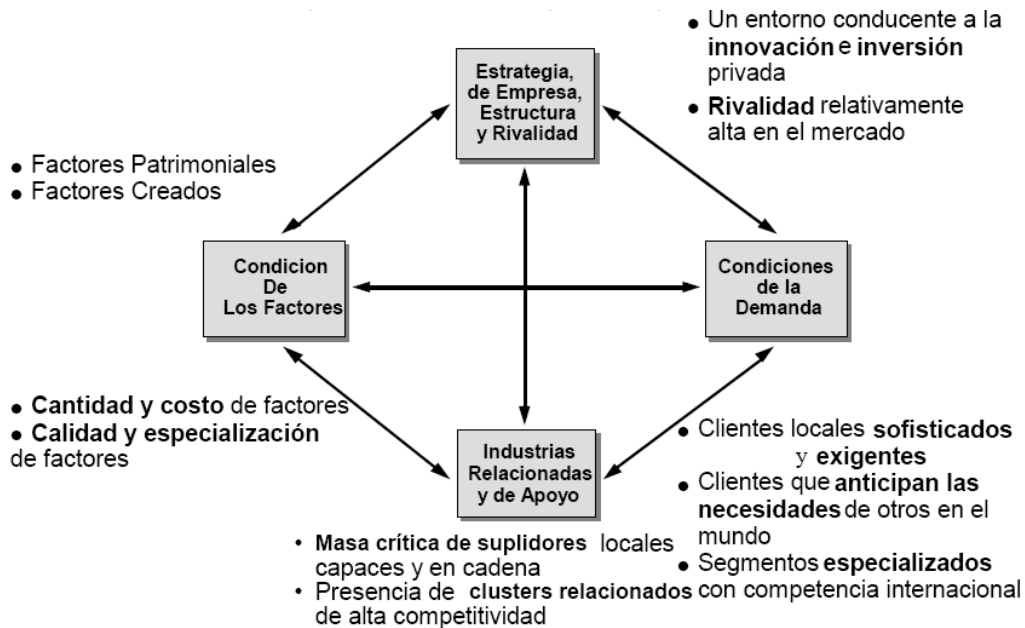 ● Un entorno conducente a la
innovación e inversión
privada
● Rivalidad relativamente
alta en el mercado
Estrategia,
de Empresa,
Estructura
y Rivalidad
● Factores Patrimoniales
● Factores Creados
Condicion
De
Los Factores
Condiciones
de la
Demanda
● Cantidad y costo de factores
● Calidad y especialización
de factores
Industrias
Relacionadas
y de Apoyo
● Clientes locales sofisticados
y exigentes
● Clientes que anticipan las
necesidades de otros en el
mundo
● Segmentos especializados
con competencia internacional
• Masa crítica de suplidores locales
capaces y en cadena
• Presencia de clusters relacionados
de alta competitividad